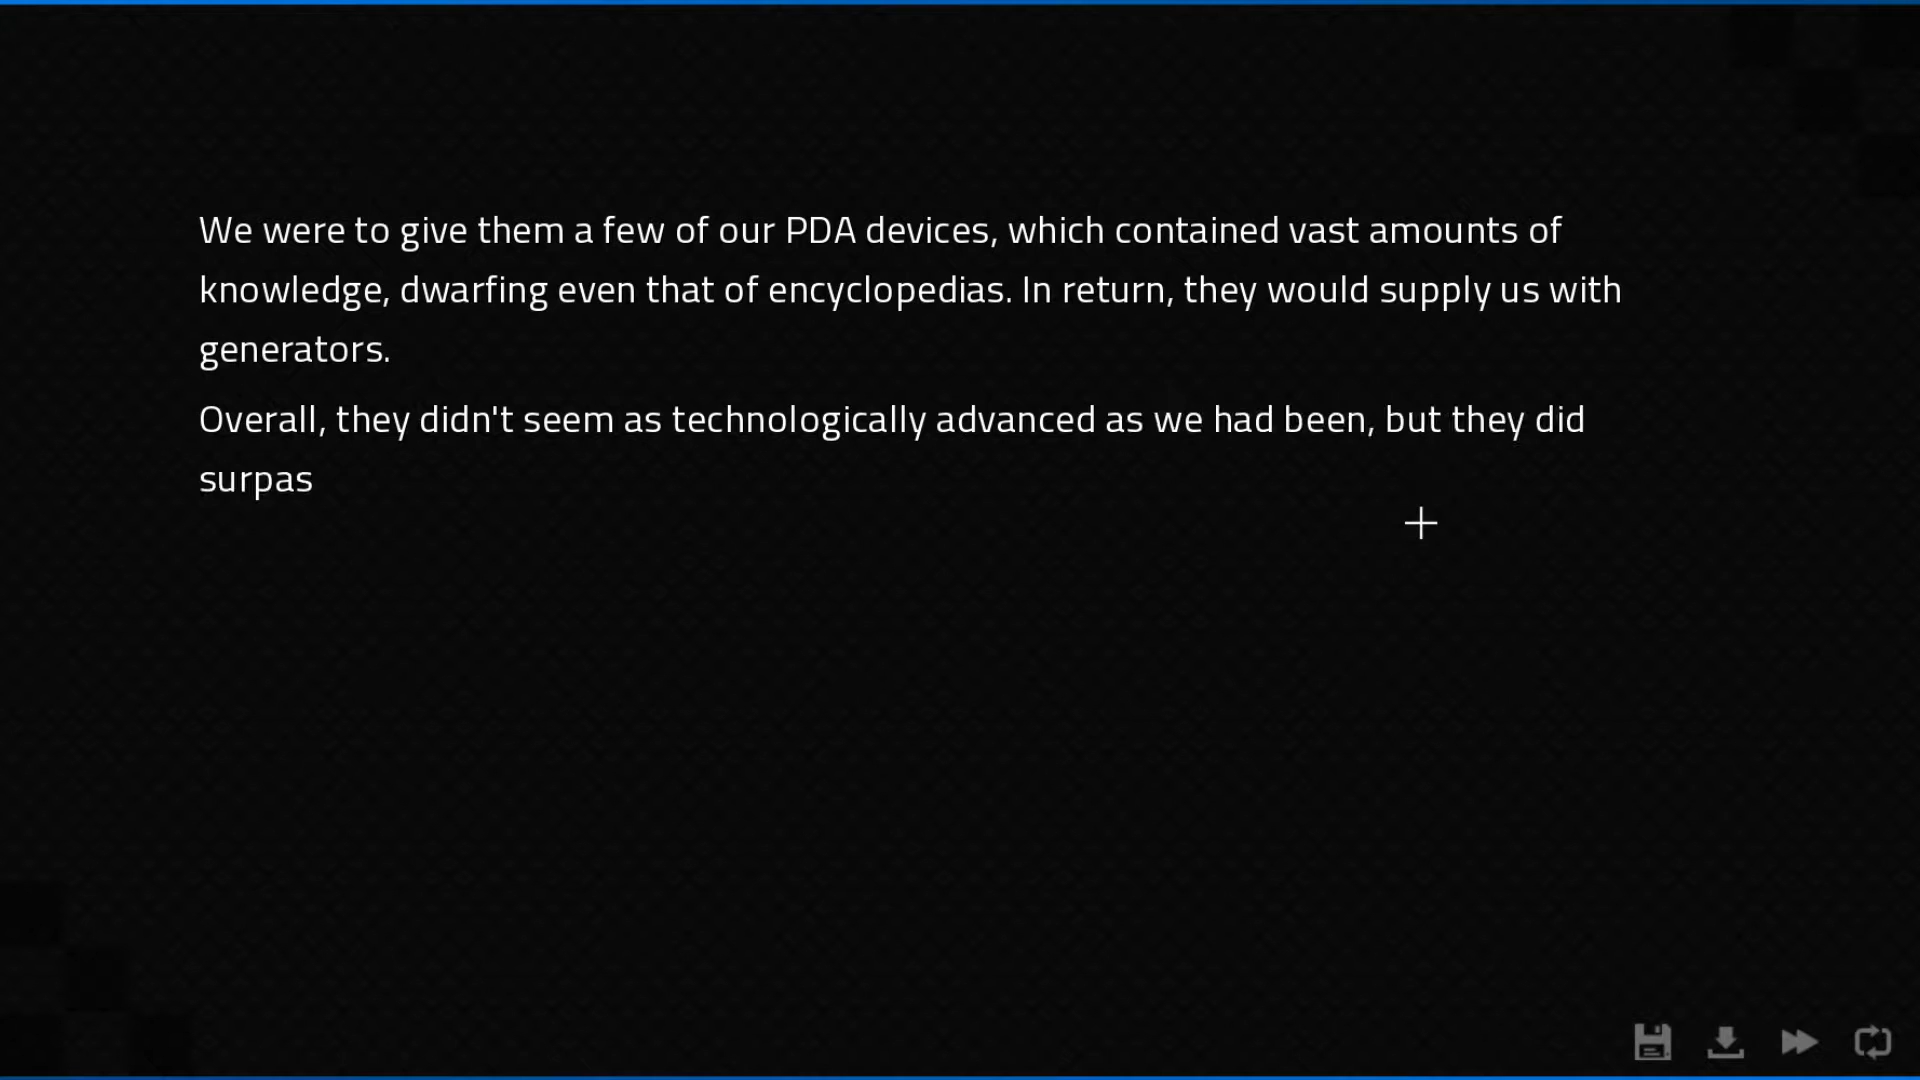 We were to give them a few of our PDA devices, which contained vast amounts of
knowledge, dwarfing even that of encyclopedias. In return, they would supply us with
generators.
Overall, they didn't seem as technologically advanced as we had been, but they did
surpas